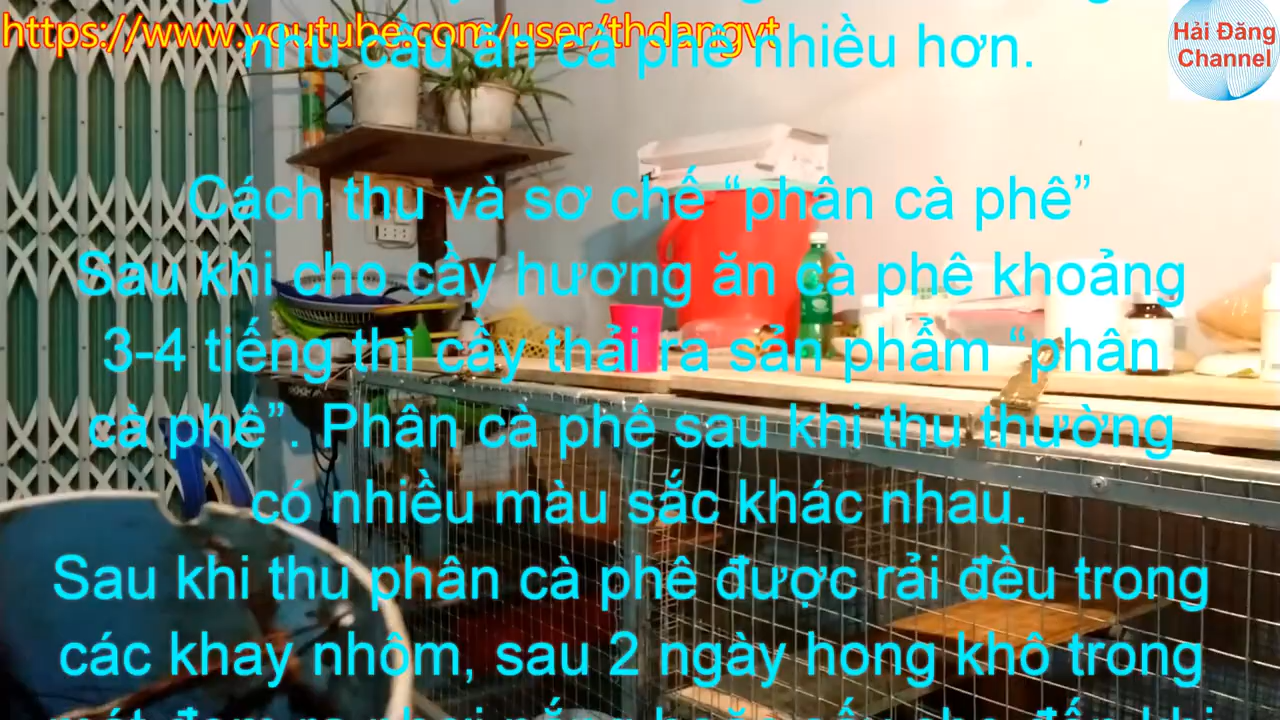 https://www.youtube.com/user/thdangvt
Hải Đăng
Channel
nhu cầu ăn cà phê nhiều hơn.
Cách thu và sơ chế “phân cà phê”
Sau khi cho cầy hương ăn cà phê khoảng
3-4 tiếng thì cầy thải ra sản phẩm “phân
cà phê”. Phân cà phê sau khi thu thường
có nhiều màu sắc khác nhau.
Sau khi thu phân cà phê được rải đều trong
các khay nhôm, sau 2 ngày hong khô trong